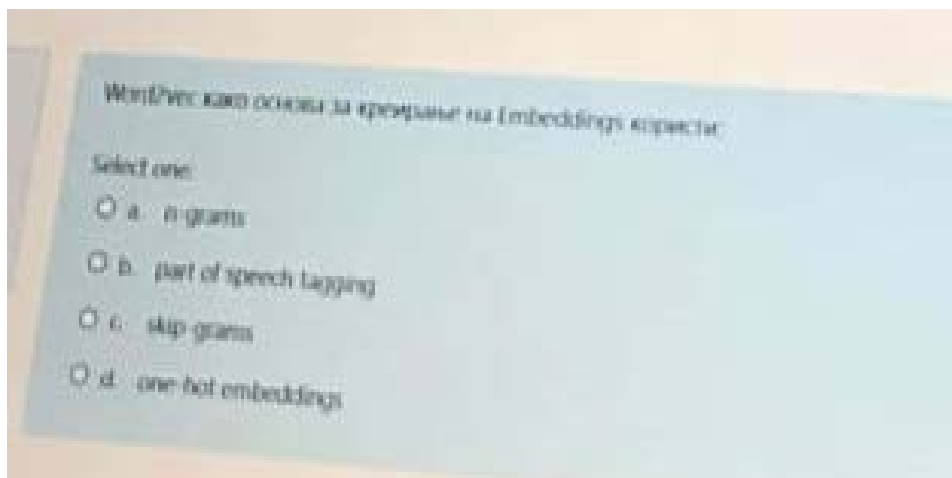 Word2vec како основа за креирање на Embeddings користи:
Select one:
a. n-grams
b. part of speech tagging
c. skip-grams
d. one-hot embeddings